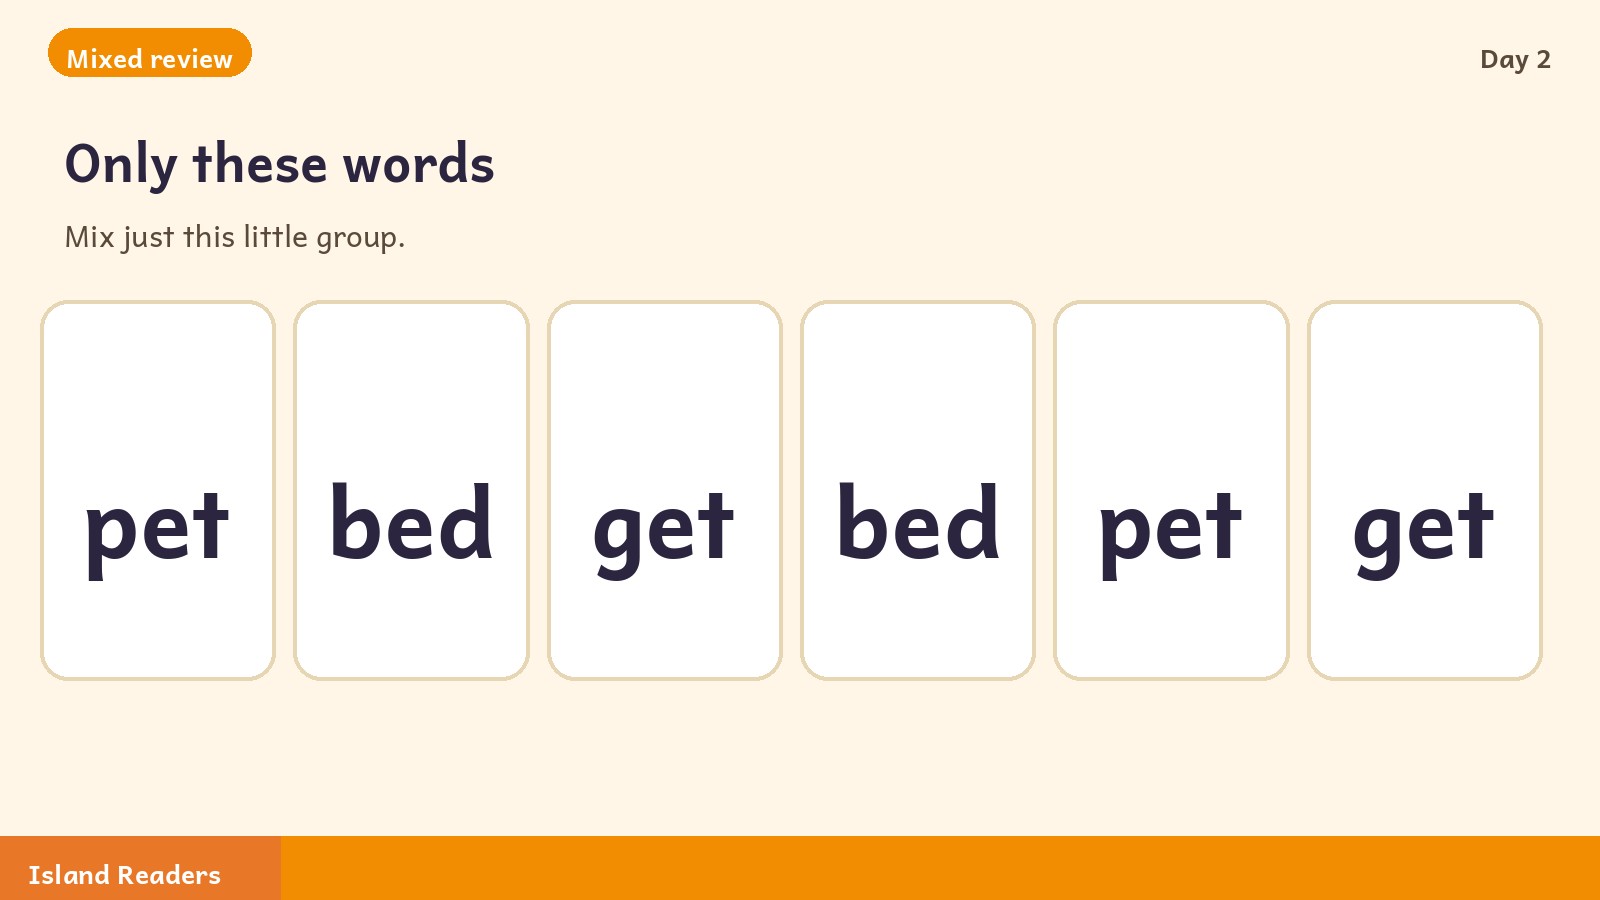 Mixed review
Day 2
Only these words
Mix just this little group.
pet bed get bed pet get
Island Readers